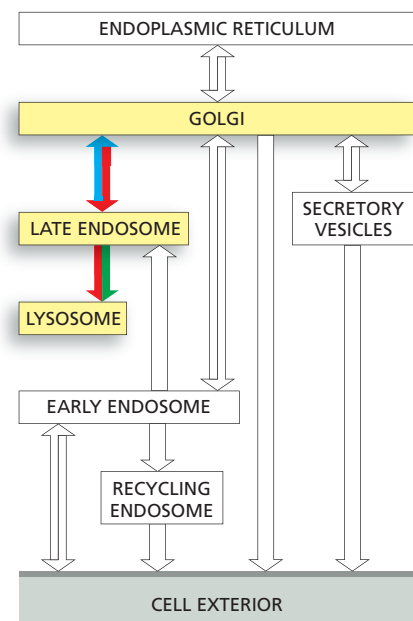 ENDOPLASMIC RETICULUM
GOLGI
LATE ENDOSOME
SECRETORY
VESICLES
LYSOSOME
EARLY ENDOSOME
RECYCLING
ENDOSOME
CELL EXTERIOR